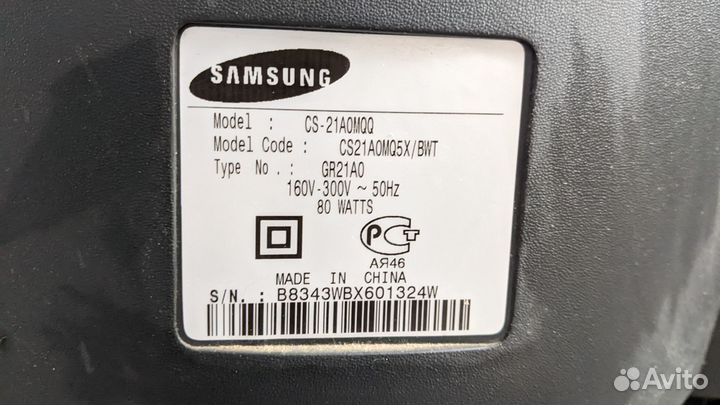 SAMSUNG
Model : CS-21A0MQQ
Model Code : CS21A0MQ5X/BWT
Type No. : GR21A0
160V-300V ~ 50Hz
80 WATTS
РСТ
АЯ46
MADE IN CHINA
S/N. : B8343WBX601324W
Avito